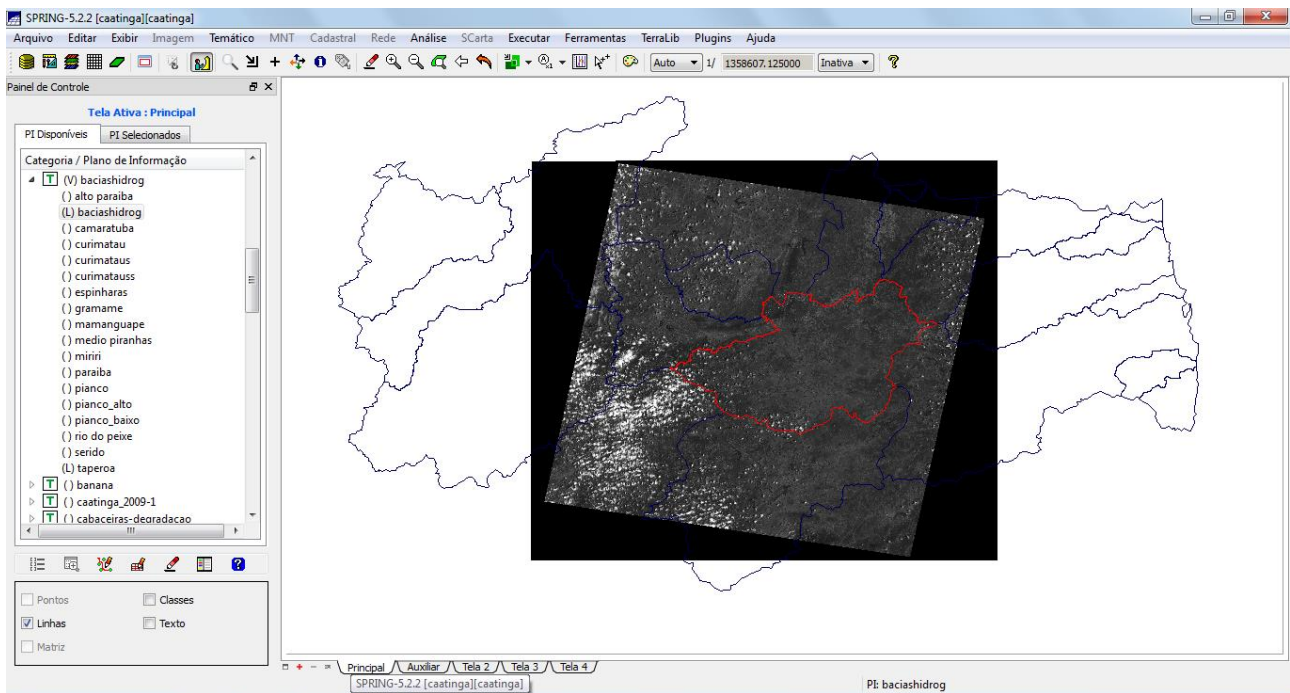 SPRING-5.2.2 [caatinga][caatinga]
Arquivo Editar Exibir Imagem Temático MNT Cadastral Rede Análise SCarta Executar Ferramentas TerraLib Plugins Ajuda
Auto 1/ 1358607.125000 Inativa
Painel de Controle
Tela Ativa : Principal
PI Disponíveis PI Selecionados
Categoria / Plano de Informação
T (V) baciashidrog
( ) alto paraiba
(L) baciashidrog
( ) camaratuba
( ) curimatau
( ) curimataus
( ) curimatauss
( ) espinharas
( ) gramame
( ) mamanguape
( ) medio piranhas
( ) miriri
( ) paraiba
( ) pianco
( ) pianco_alto
( ) pianco_baixo
( ) rio do peixe
( ) serido
(L) taperoa
T ( ) banana
T ( ) caatinga_2009-1
T ( ) cabaceiras-degradacao
Pontos Classes
Linhas Texto
Matriz
Principal Auxiliar Tela 2 Tela 3 Tela 4
SPRING-5.2.2 [caatinga][caatinga]
PI: baciashidrog